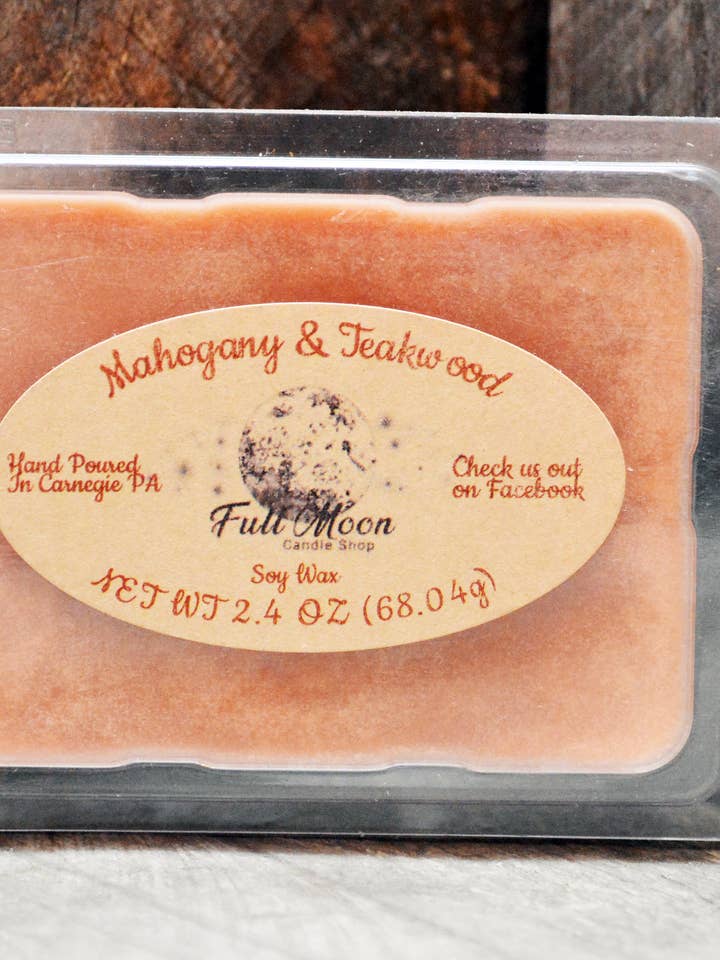 Mahogany & Teakwood
Hand Poured
In Carnegie PA
Check us out
on Facebook
Full Moon
Candle Shop
Soy Wax
NET WT 2.4 OZ (68.04g)